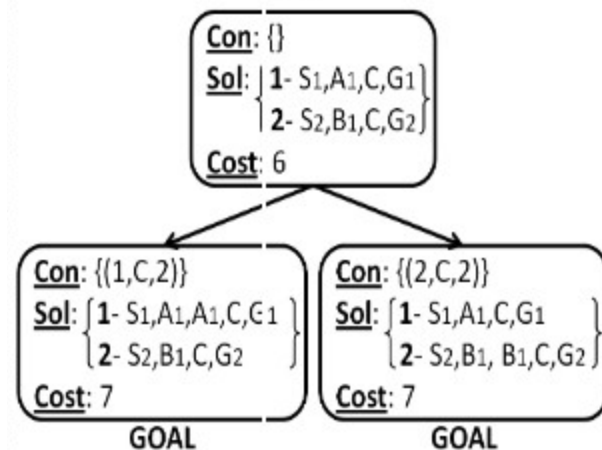 Con: {}
Sol: 1- S1,A1,C,G1
2- S2,B1,C,G2
Cost: 6
Con: {(1,C,2)}
Sol: 1- S1,A1,A1,C,G1
2- S2,B1,C,G2
Cost: 7
GOAL
Con: {(2,C,2)}
Sol: 1- S1,A1,C,G1
2- S2,B1, B1,C,G2
Cost: 7
GOAL